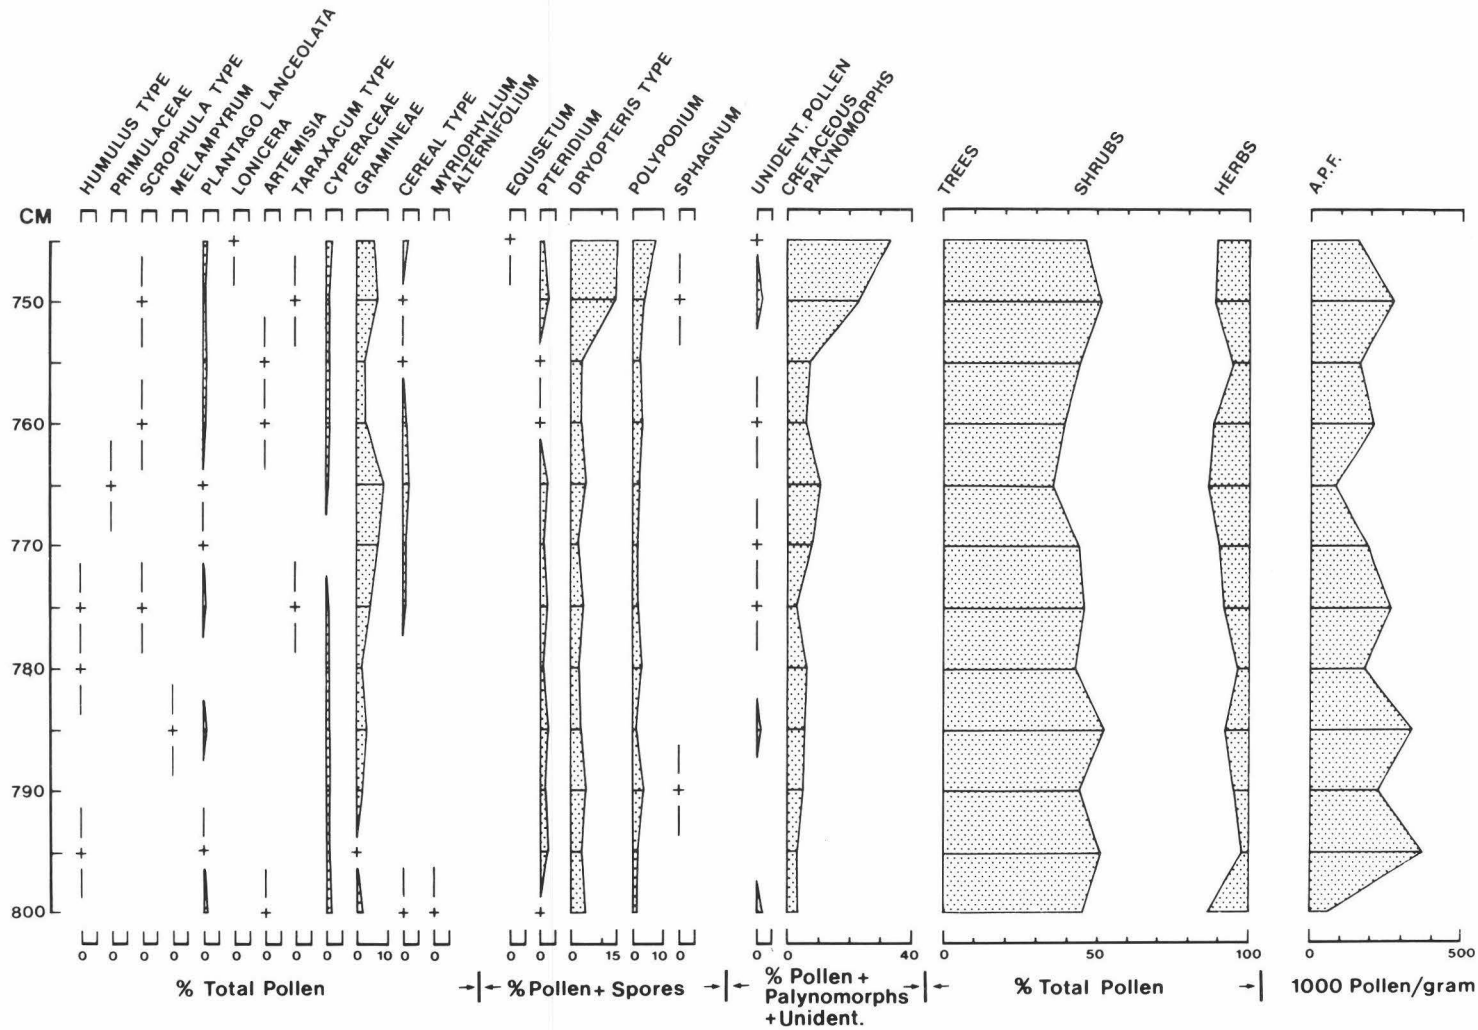 HUMULUS TYPE
PRIMULACEAE
SCROPHULA TYPE
MELAMPYRUM
PLANTAGO LANCEOLATA
LONICERA
ARTEMISIA
TARAXACUM TYPE
CYPERACEAE
GRAMINEAE
CEREAL TYPE
MYRIOPHYLLUM
ALTERNIFOLIUM
EQUISETUM
PTERIDIUM
DRYOPTERIS TYPE
POLYPODIUM
SPHAGNUM
UNIDENT. POLLEN
CRETACEOUS
PALYNOMORPHS
TREES
SHRUBS
HERBS
A.P.F.
CM
750
760
770
780
790
800
0 0 0 0 0 0 0 0 0 0 10 0 0 0 0 0 15 0 10 0 0 0 40 0 50 100 0 500
% Total Pollen
% Pollen + Spores
% Pollen +
Palynomorphs
+ Unident.
% Total Pollen
1000 Pollen/gram